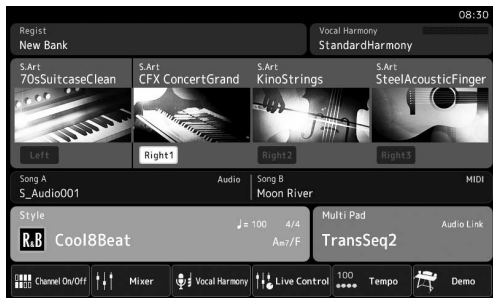 08:30
Regist
New Bank
Vocal Harmony
StandardHarmony
S.Art
70sSuitcaseClean
S.Art
CFX ConcertGrand
S.Art
KinoStrings
S.Art
SteelAcousticFinger
Left
Right1
Right2
Right3
Song A
Audio
S_Audio001
Song B
MIDI
Moon River
Style
♩= 100 4/4
R&B Cool8Beat
Am7/F
Multi Pad
Audio Link
TransSeq2
Channel On/Off
Mixer
Vocal Harmony
Live Control
100
Tempo
Demo